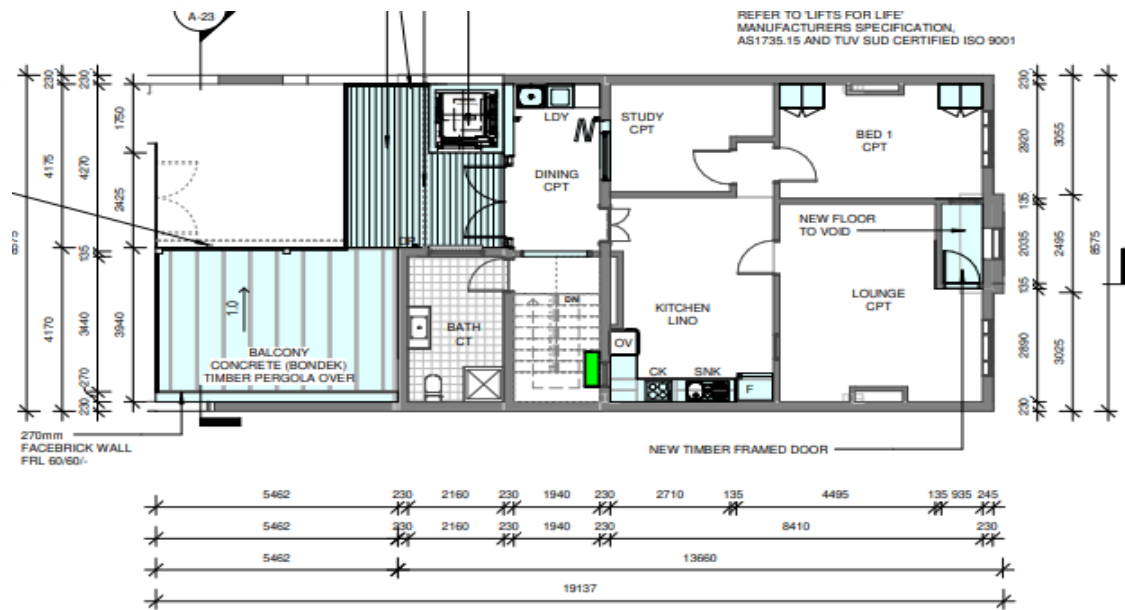 A-23
REFER TO 'LIFTS FOR LIFE'
MANUFACTURERS SPECIFICATION,
AS1735.15 AND TUV SUD CERTIFIED ISO 9001
230
230
230
230
1750
4175
4270
2425
135
4170
3440
3940
270
230
230
LDY
STUDY
CPT
BED 1
CPT
DINING
CPT
NEW FLOOR
TO VOID
DP
DN
BATH
CT
KITCHEN
LINO
LOUNGE
CPT
1.0
BALCONY
CONCRETE (BONDEK)
TIMBER PERGOLA OVER
OV
CK
SNK
F
2920
3055
135
2035
2495
8575
135
2890
3025
230
230
270mm
FACEBRICK WALL
FRL 60/60/-
NEW TIMBER FRAMED DOOR
5462 230 2160 230 1940 230 2710 135 4495 135 935 245
5462 230 2160 230 1940 230 8410 230
5462 13660
19137